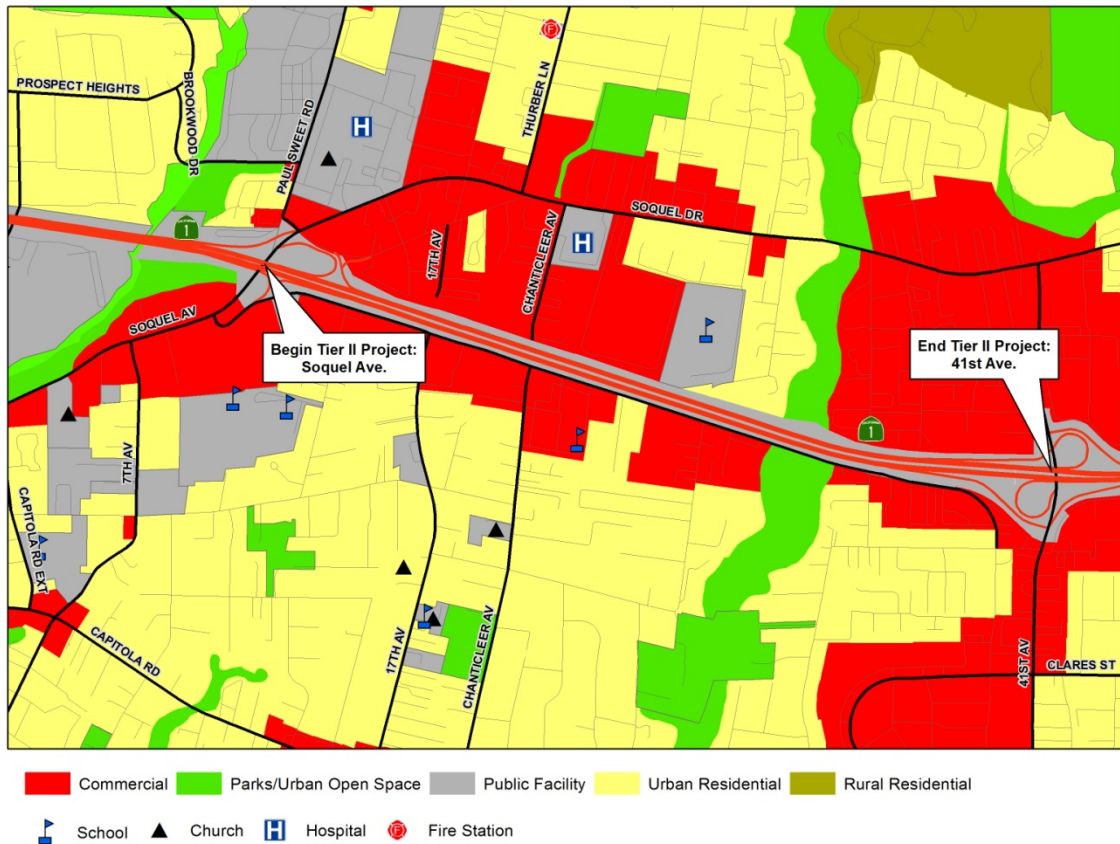 PROSPECT HEIGHTS
BROOKWOOD DR
PAUL SWEET RD
H
THURBER LN
F
CALIFORNIA
1
SOQUEL DR
H
17TH AV
CHANTICLEER AV
SOQUEL AV
Begin Tier II Project:
Soquel Ave.
End Tier II Project:
41st Ave.
1
7TH AV
CAPITOLA RD EXT
CAPITOLA RD
17TH AV
CHANTICLEER AV
41ST AV
CLARES ST
Commercial
Parks/Urban Open Space
Public Facility
Urban Residential
Rural Residential
School
Church
H Hospital
F Fire Station